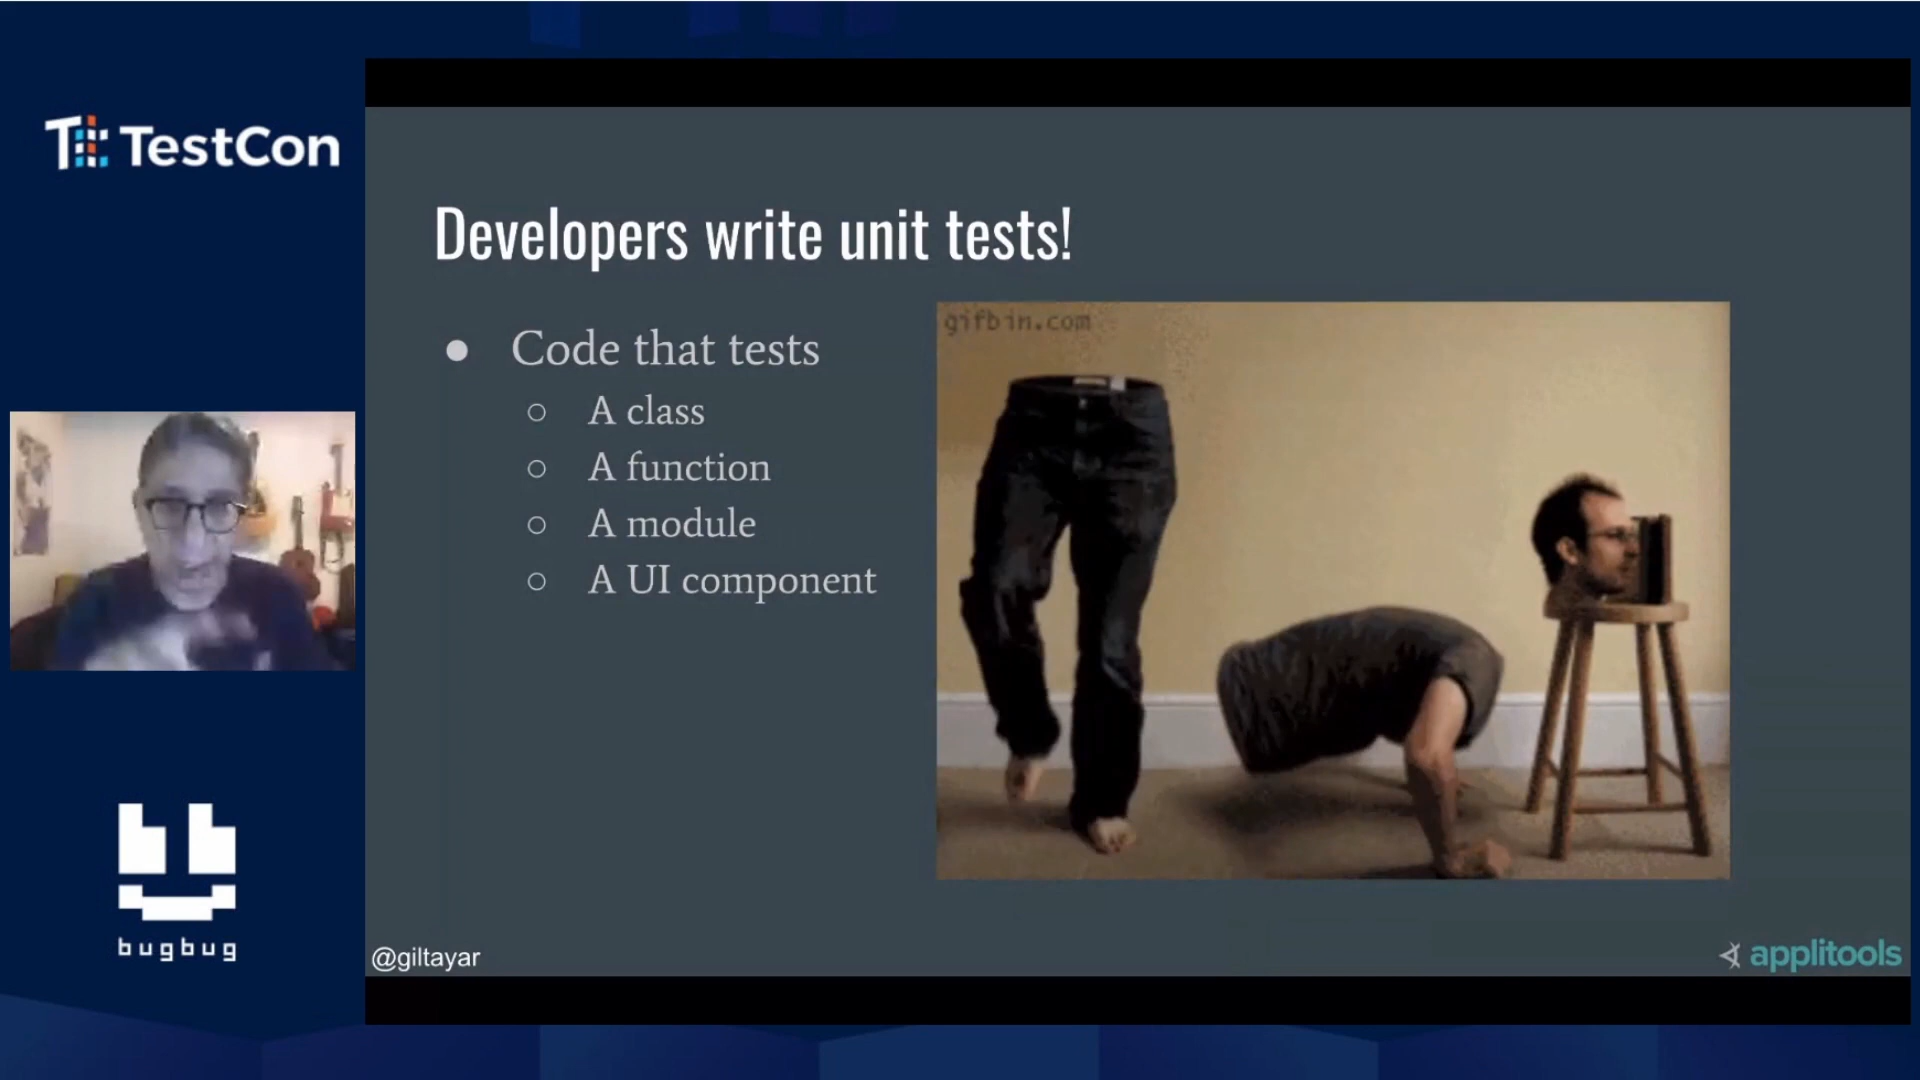 TestCon
Developers write unit tests!
gifbin.com
● Code that tests
○ A class
○ A function
○ A module
○ A UI component
bugbug
@giltayar
applitools